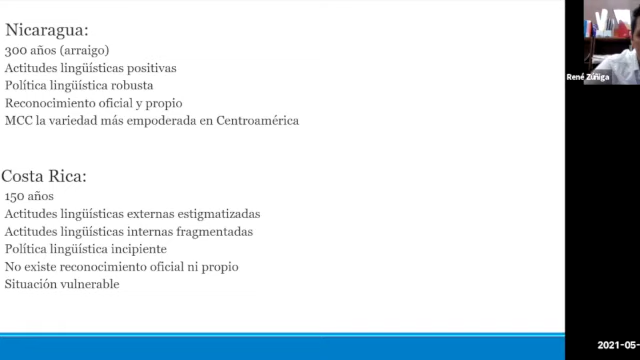 Nicaragua:
300 años (arraigo)
Actitudes lingüísticas positivas
Política lingüística robusta
Reconocimiento oficial y propio
MCC la variedad más empoderada en Centroamérica
Costa Rica:
150 años
Actitudes lingüísticas externas estigmatizadas
Actitudes lingüísticas internas fragmentadas
Política lingüística incipiente
No existe reconocimiento oficial ni propio
Situación vulnerable
René Zúñiga
2021-05-